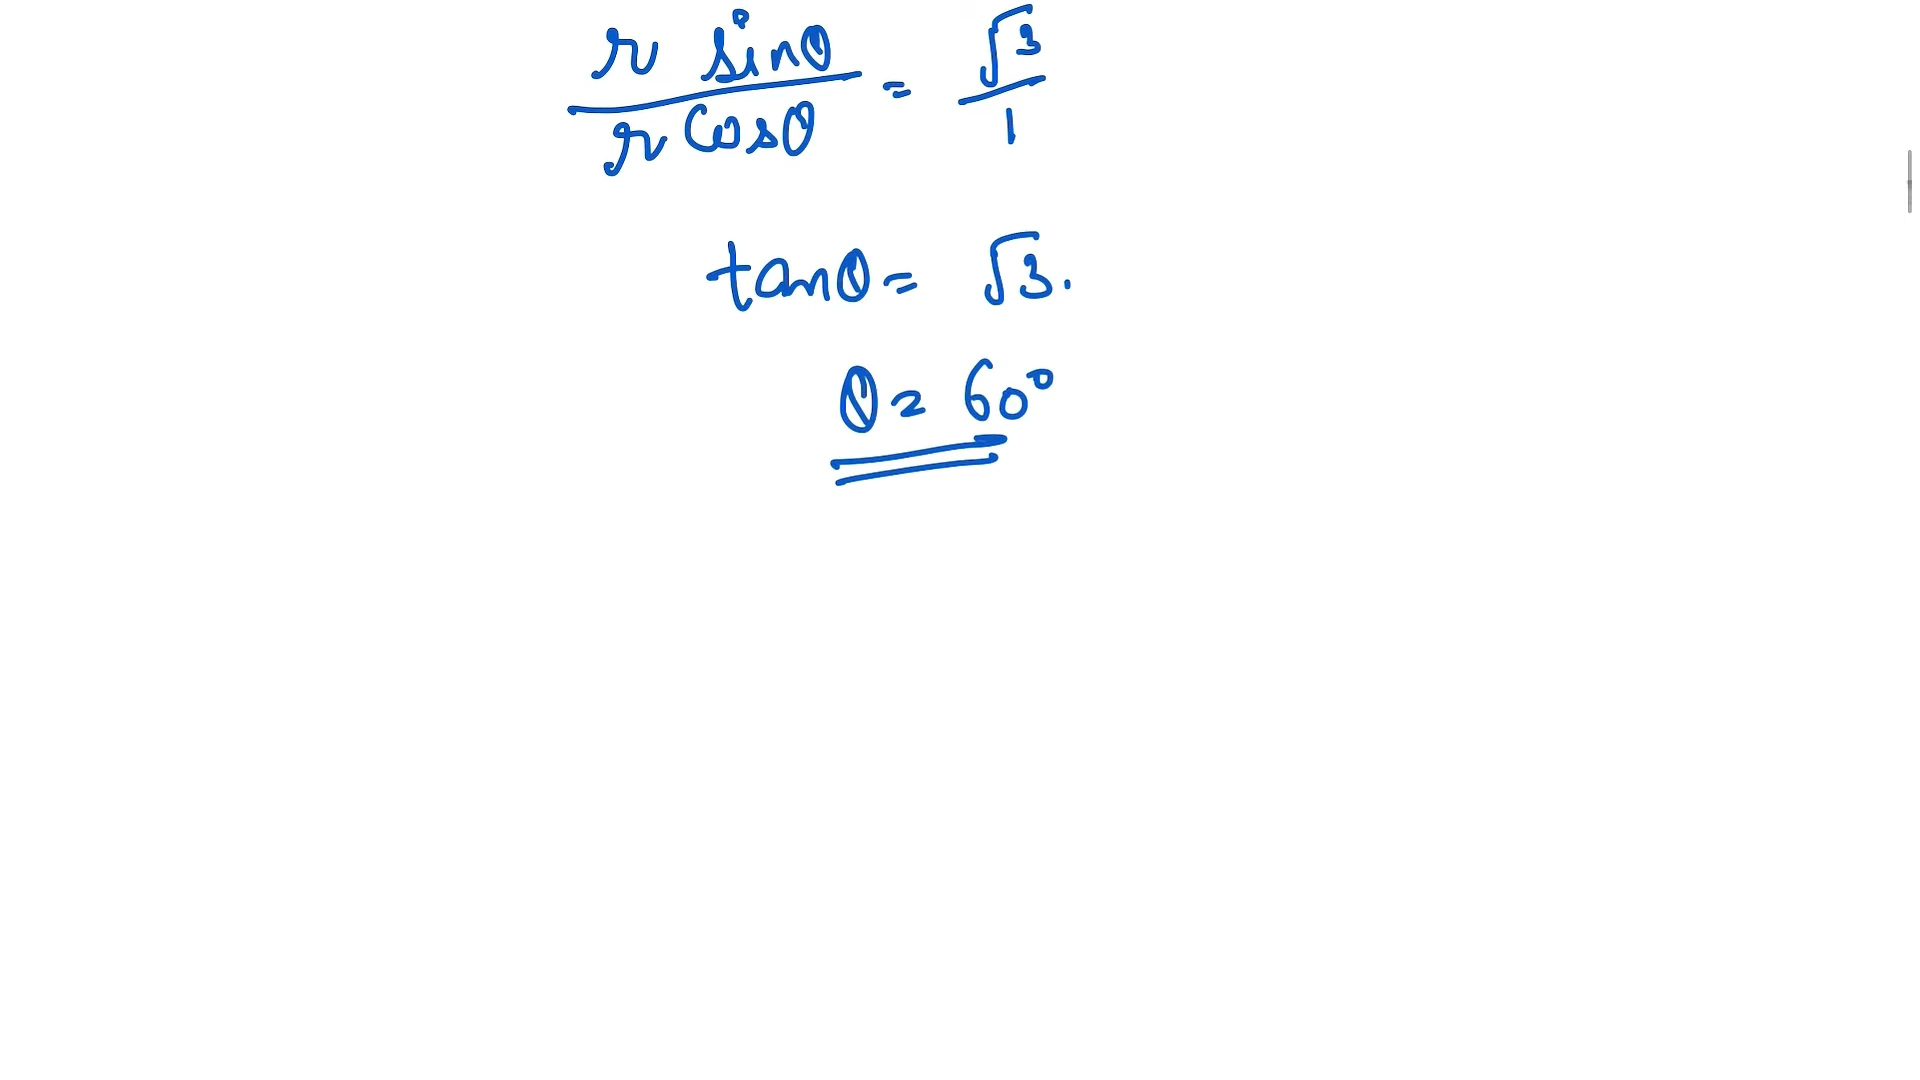 r sinθ / r cosθ = √3 / 1
tanθ = √3.
θ = 60°